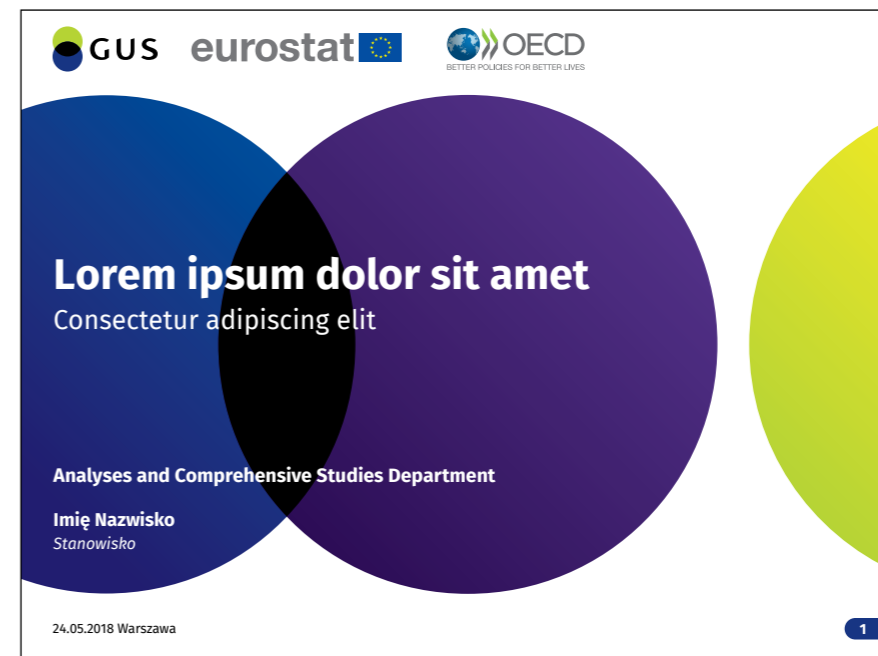 GUS eurostat OECD
BETTER POLICIES FOR BETTER LIVES
Lorem ipsum dolor sit amet
Consectetur adipiscing elit
Analyses and Comprehensive Studies Department
Imię Nazwisko
Stanowisko
24.05.2018 Warszawa
1